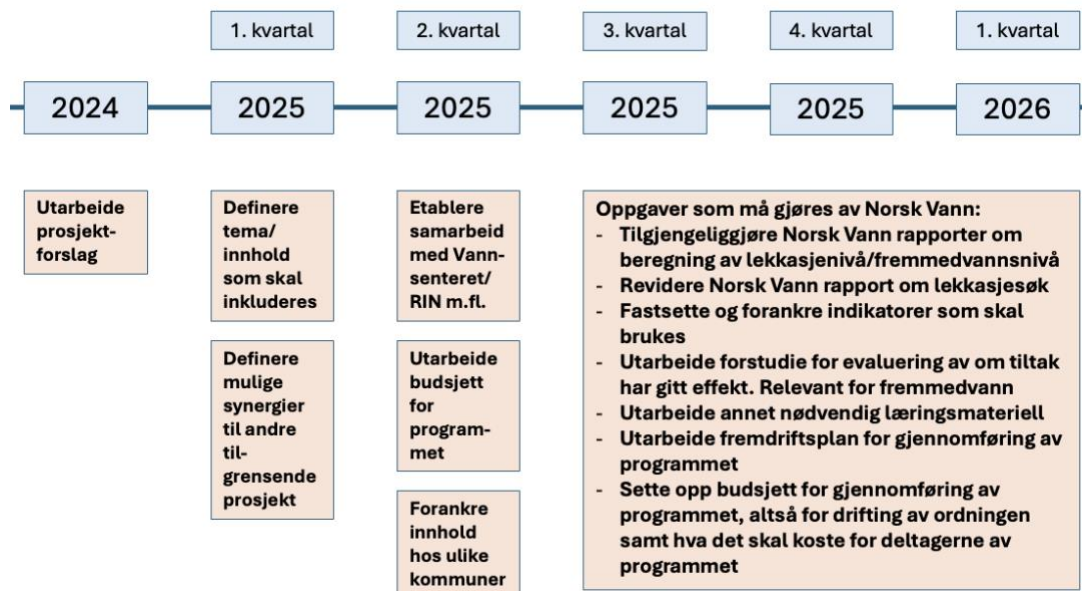 1. kvartal
2. kvartal
3. kvartal
4. kvartal
1. kvartal
2024
2025
2025
2025
2025
2026
Utarbeide
prosjekt-
forslag
Definere
tema/
innhold
som skal
inkluderes
Definere
mulige
synergier
til andre
til-
grensende
prosjekt
Etablere
samarbeid
med Vann-
senteret/
RIN m.fl.
Utarbeide
budsjett
for
program-
met
Forankre
innhold
hos ulike
kommuner
Oppgaver som må gjøres av Norsk Vann:
- Tilgjengeliggjøre Norsk Vann rapporter om
beregning av lekkasjenivå/fremmedvannsnivå
- Revidere Norsk Vann rapport om lekkasjesøk
- Fastsette og forankre indikatorer som skal
brukes
- Utarbeide forstudie for evaluering av om tiltak
har gitt effekt. Relevant for fremmedvann
- Utarbeide annet nødvendig læringsmateriell
- Utarbeide fremdriftsplan for gjennomføring av
programmet
- Sette opp budsjett for gjennomføring av
programmet, altså for drifting av ordningen
samt hva det skal koste for deltagerne av
programmet